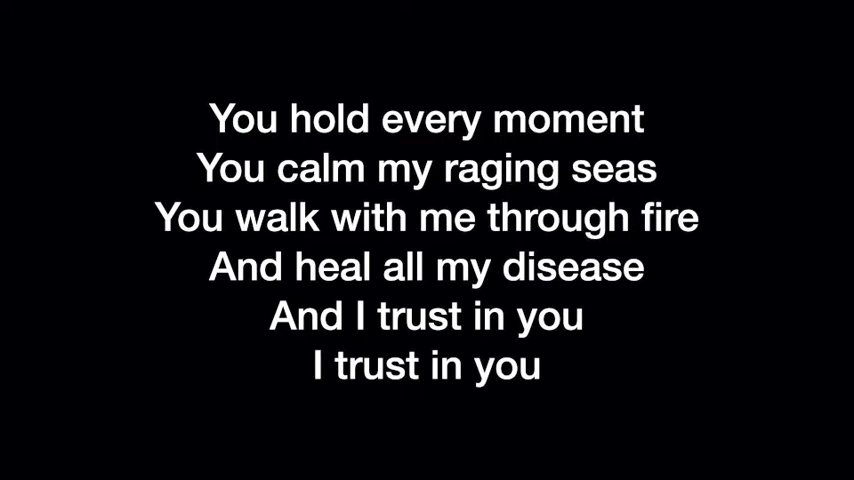 You hold every moment
You calm my raging seas
You walk with me through fire
And heal all my disease
And I trust in you
I trust in you